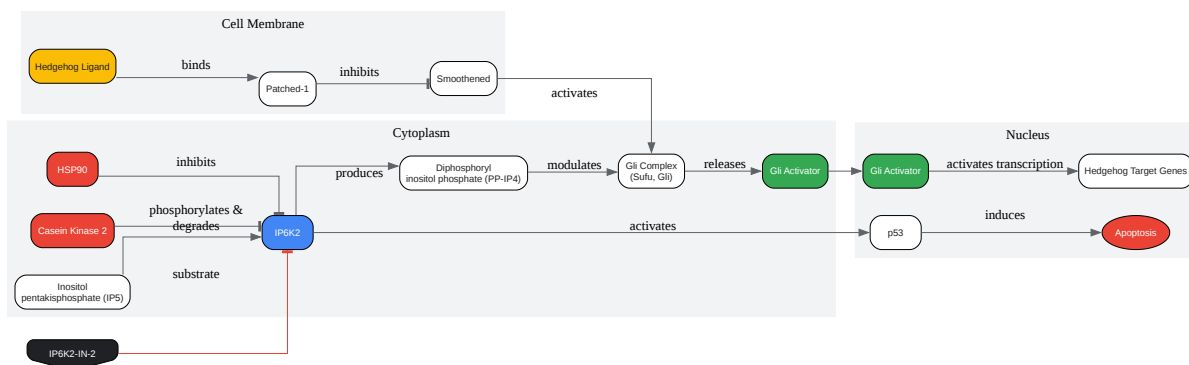 Cell Membrane
Hedgehog Ligand
binds
Patched-1
inhibits
Smoothened
activates
Cytoplasm
Nucleus
HSP90
inhibits
produces
Diphosphoryl
inositol phosphate (PP-IP4)
modulates
Gli Complex
(Sufu, Gli)
releases
Gli Activator
Gli Activator
activates transcription
Hedgehog Target Genes
Casein Kinase 2
phosphorylates &
degrades
IP6K2
activates
p53
induces
Apoptosis
Inositol
pentakisphosphate (IP5)
substrate
IP6K2-IN-2